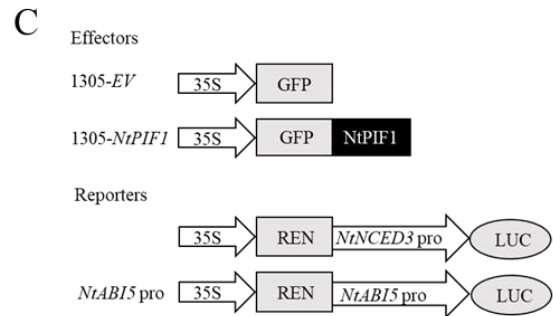 C
Effectors
1305-EV 35S GFP
1305-NtPIF1 35S GFP NtPIF1
Reporters
35S REN NtNCED3 pro LUC
NtABI5 pro 35S REN NtABI5 pro LUC